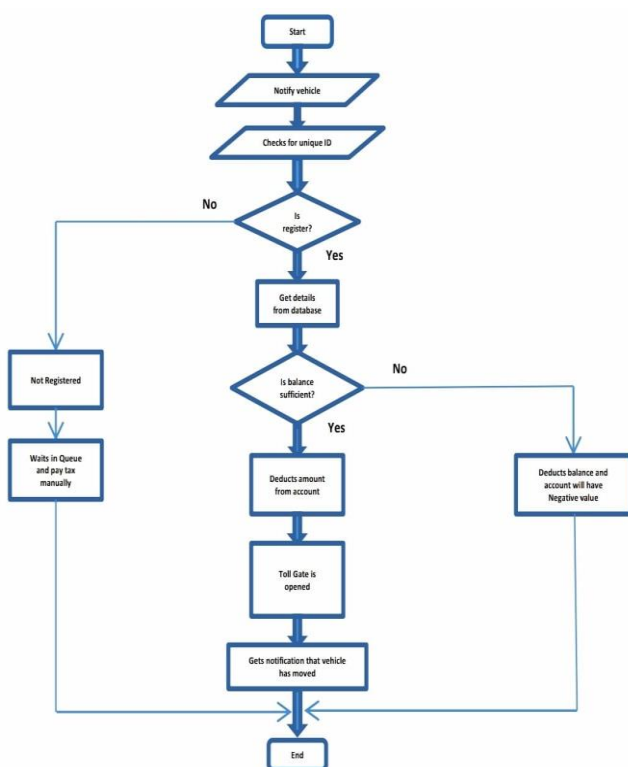 Start
Notify vehicle
Checks for unique ID
No
Is
register?
Yes
Get details
from database
Not Registered
Is balance
sufficient?
No
Yes
Waits in Queue
and pay tax
manually
Deducts amount
from account
Deducts balance and
account will have
Negative value
Toll Gate is
opened
Gets notification that vehicle
has moved
End